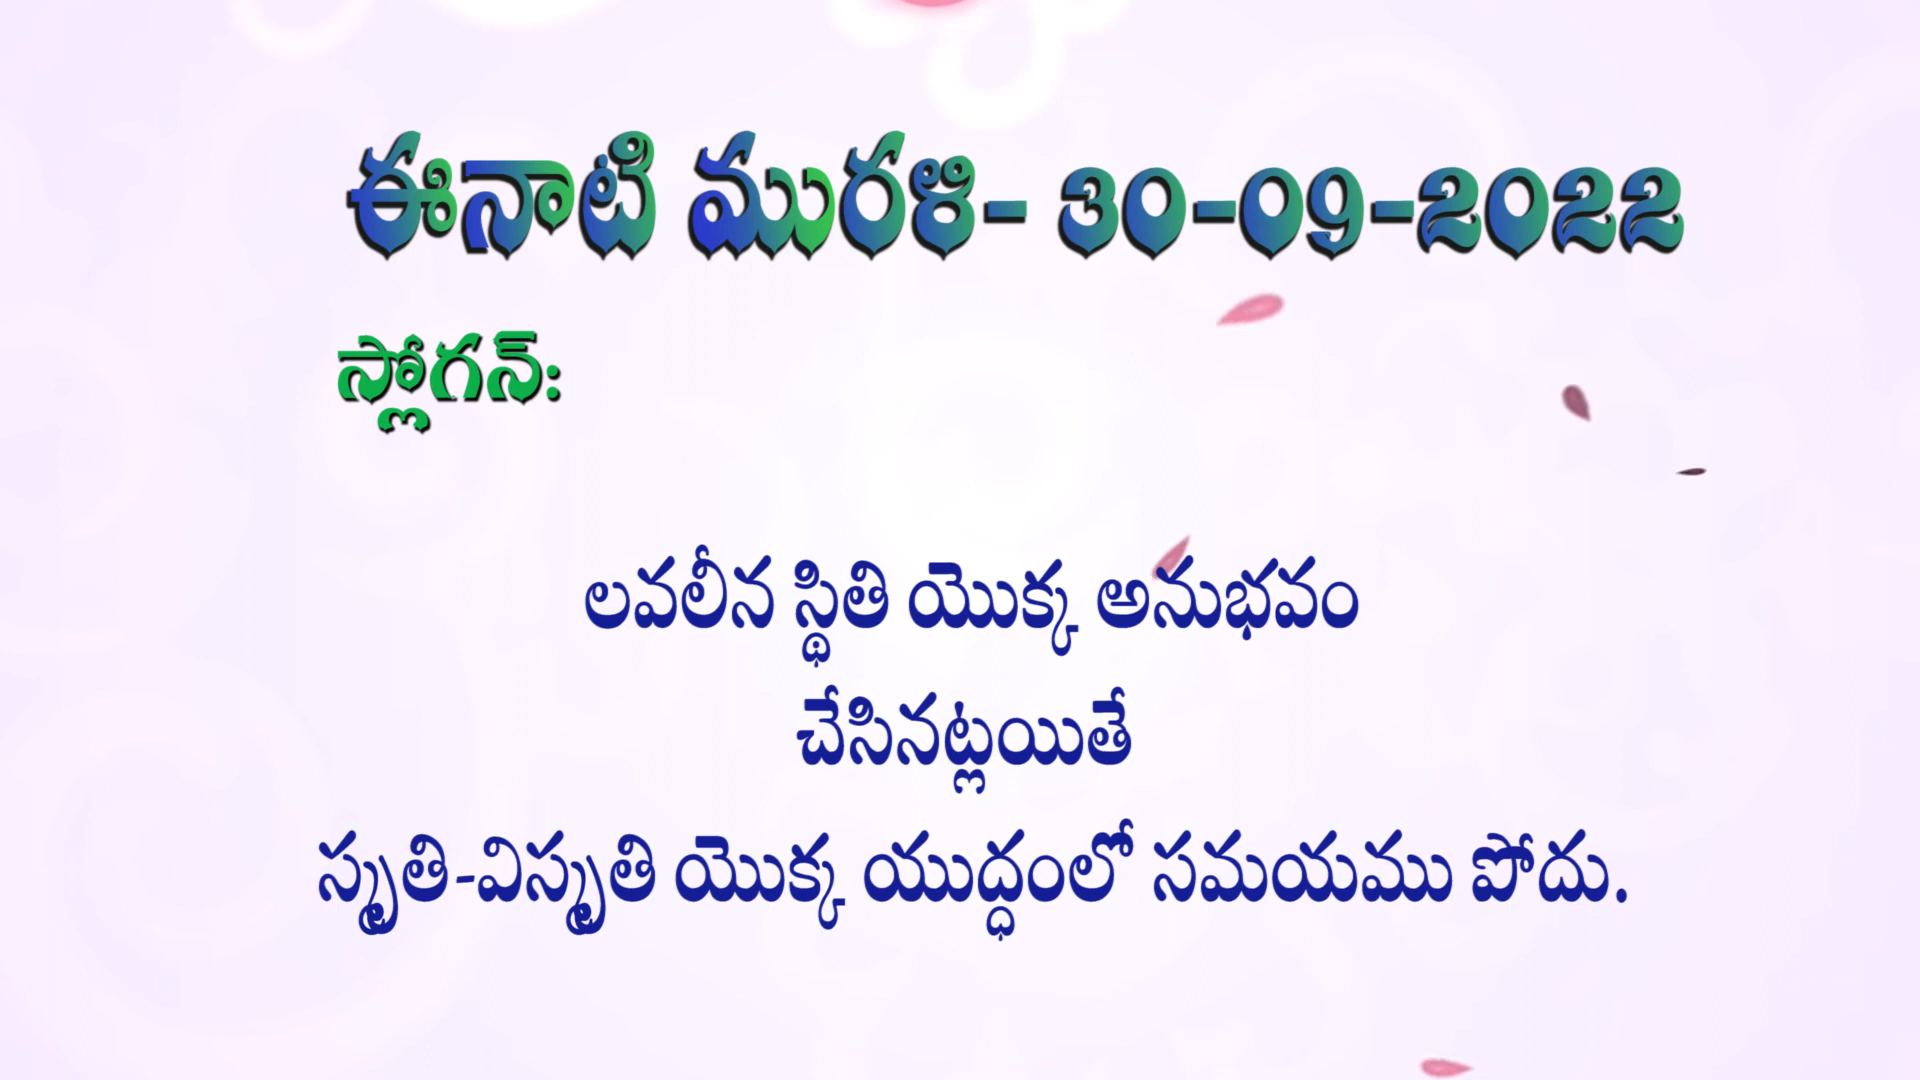 ఈనాటి మురళి- 30-09-2022
స్లోగన్:
లవలీన స్థితి యొక్క అనుభవం
చేసినట్లయితే
స్మృతి-విస్మృతి యొక్క యుద్ధంలో సమయము పోదు.